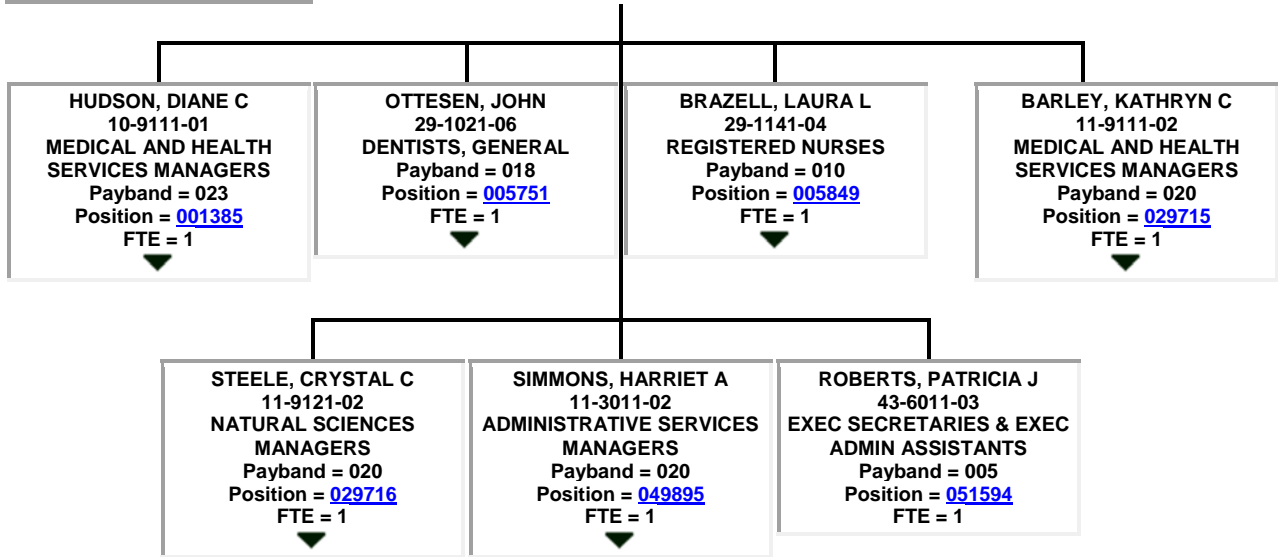 HUDSON, DIANE C
10-9111-01
MEDICAL AND HEALTH
SERVICES MANAGERS
Payband = 023
Position = 001385
FTE = 1
OTTESEN, JOHN
29-1021-06
DENTISTS, GENERAL
Payband = 018
Position = 005751
FTE = 1
BRAZELL, LAURA L
29-1141-04
REGISTERED NURSES
Payband = 010
Position = 005849
FTE = 1
BARLEY, KATHRYN C
11-9111-02
MEDICAL AND HEALTH
SERVICES MANAGERS
Payband = 020
Position = 029715
FTE = 1
STEELE, CRYSTAL C
11-9121-02
NATURAL SCIENCES
MANAGERS
Payband = 020
Position = 029716
FTE = 1
SIMMONS, HARRIET A
11-3011-02
ADMINISTRATIVE SERVICES
MANAGERS
Payband = 020
Position = 049895
FTE = 1
ROBERTS, PATRICIA J
43-6011-03
EXEC SECRETARIES & EXEC
ADMIN ASSISTANTS
Payband = 005
Position = 051594
FTE = 1